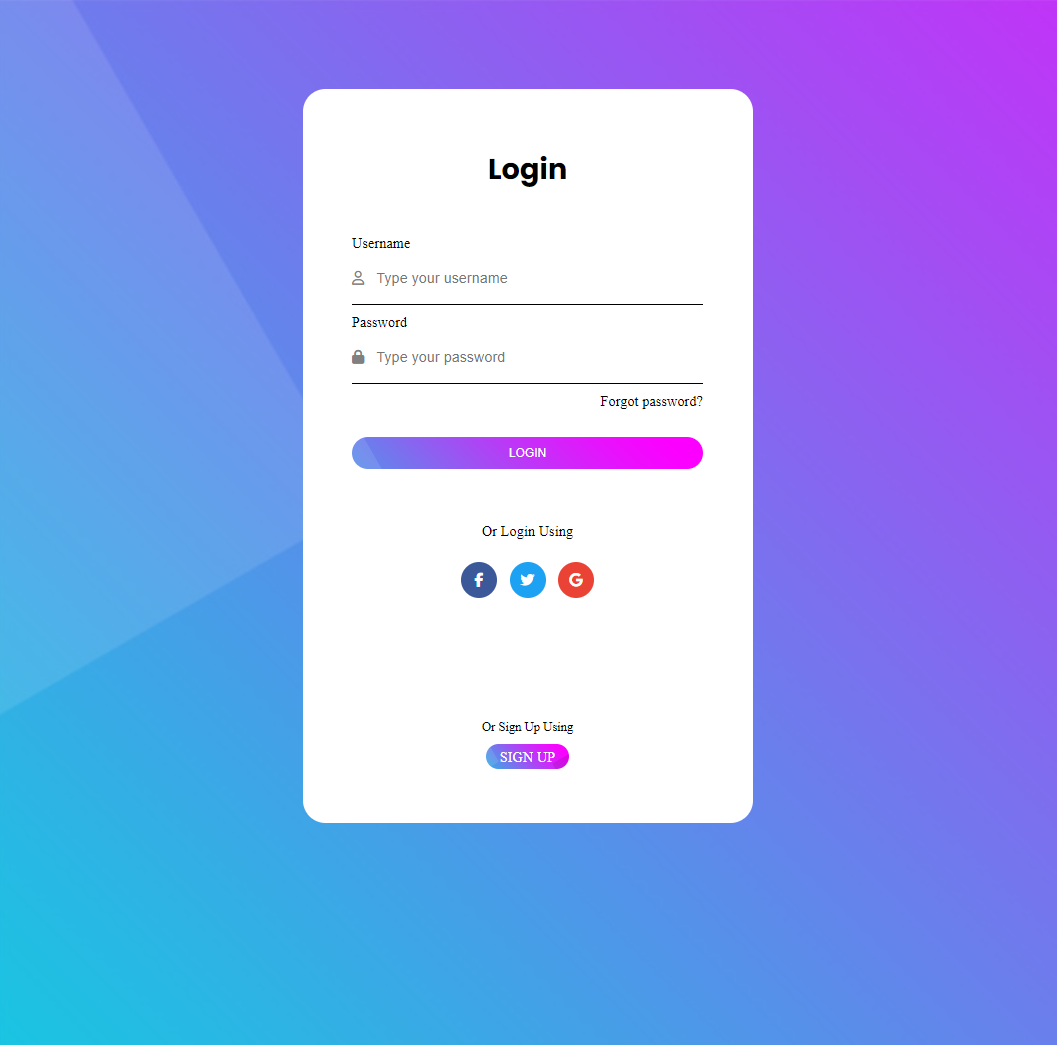 Login
Username
Type your username
Password
Type your password
Forgot password?
LOGIN
Or Login Using
Or Sign Up Using
SIGN UP